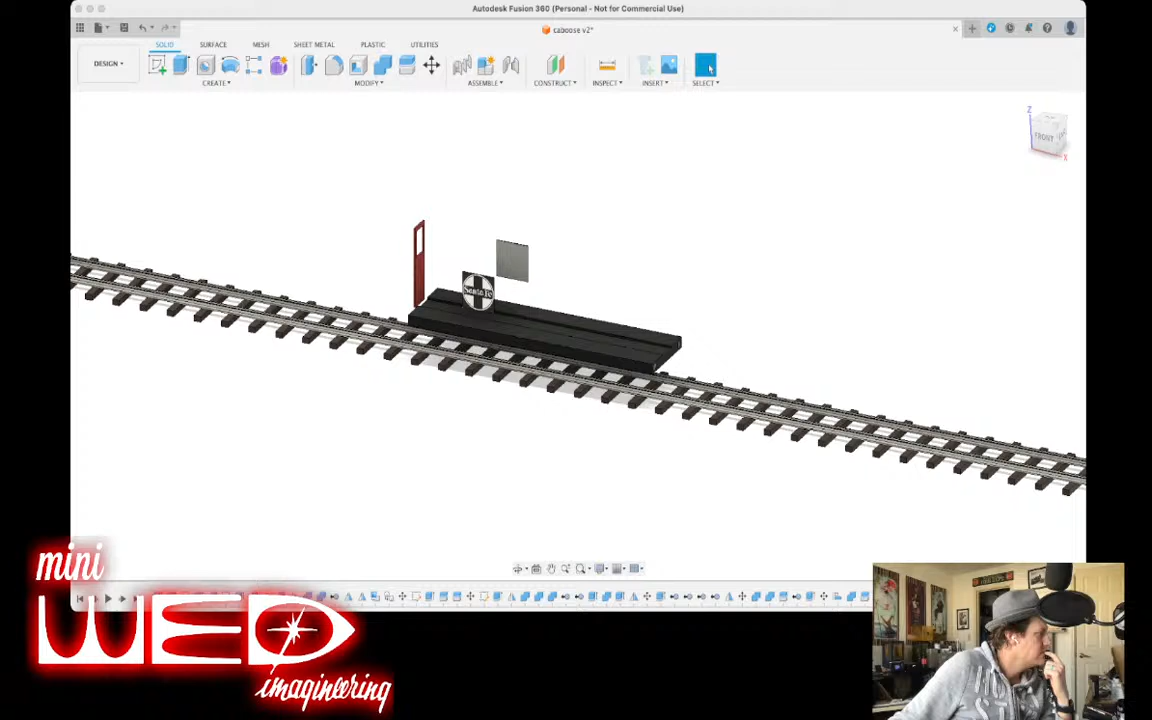 Autodesk Fusion 360 (Personal - Not for Commercial Use)
caboose v2*
SOLID SURFACE MESH SHEET METAL PLASTIC UTILITIES
DESIGN
CREATE MODIFY ASSEMBLE CONSTRUCT INSPECT INSERT SELECT
Z
FRONT
X
Santa Fe
mini
WED
imagineering